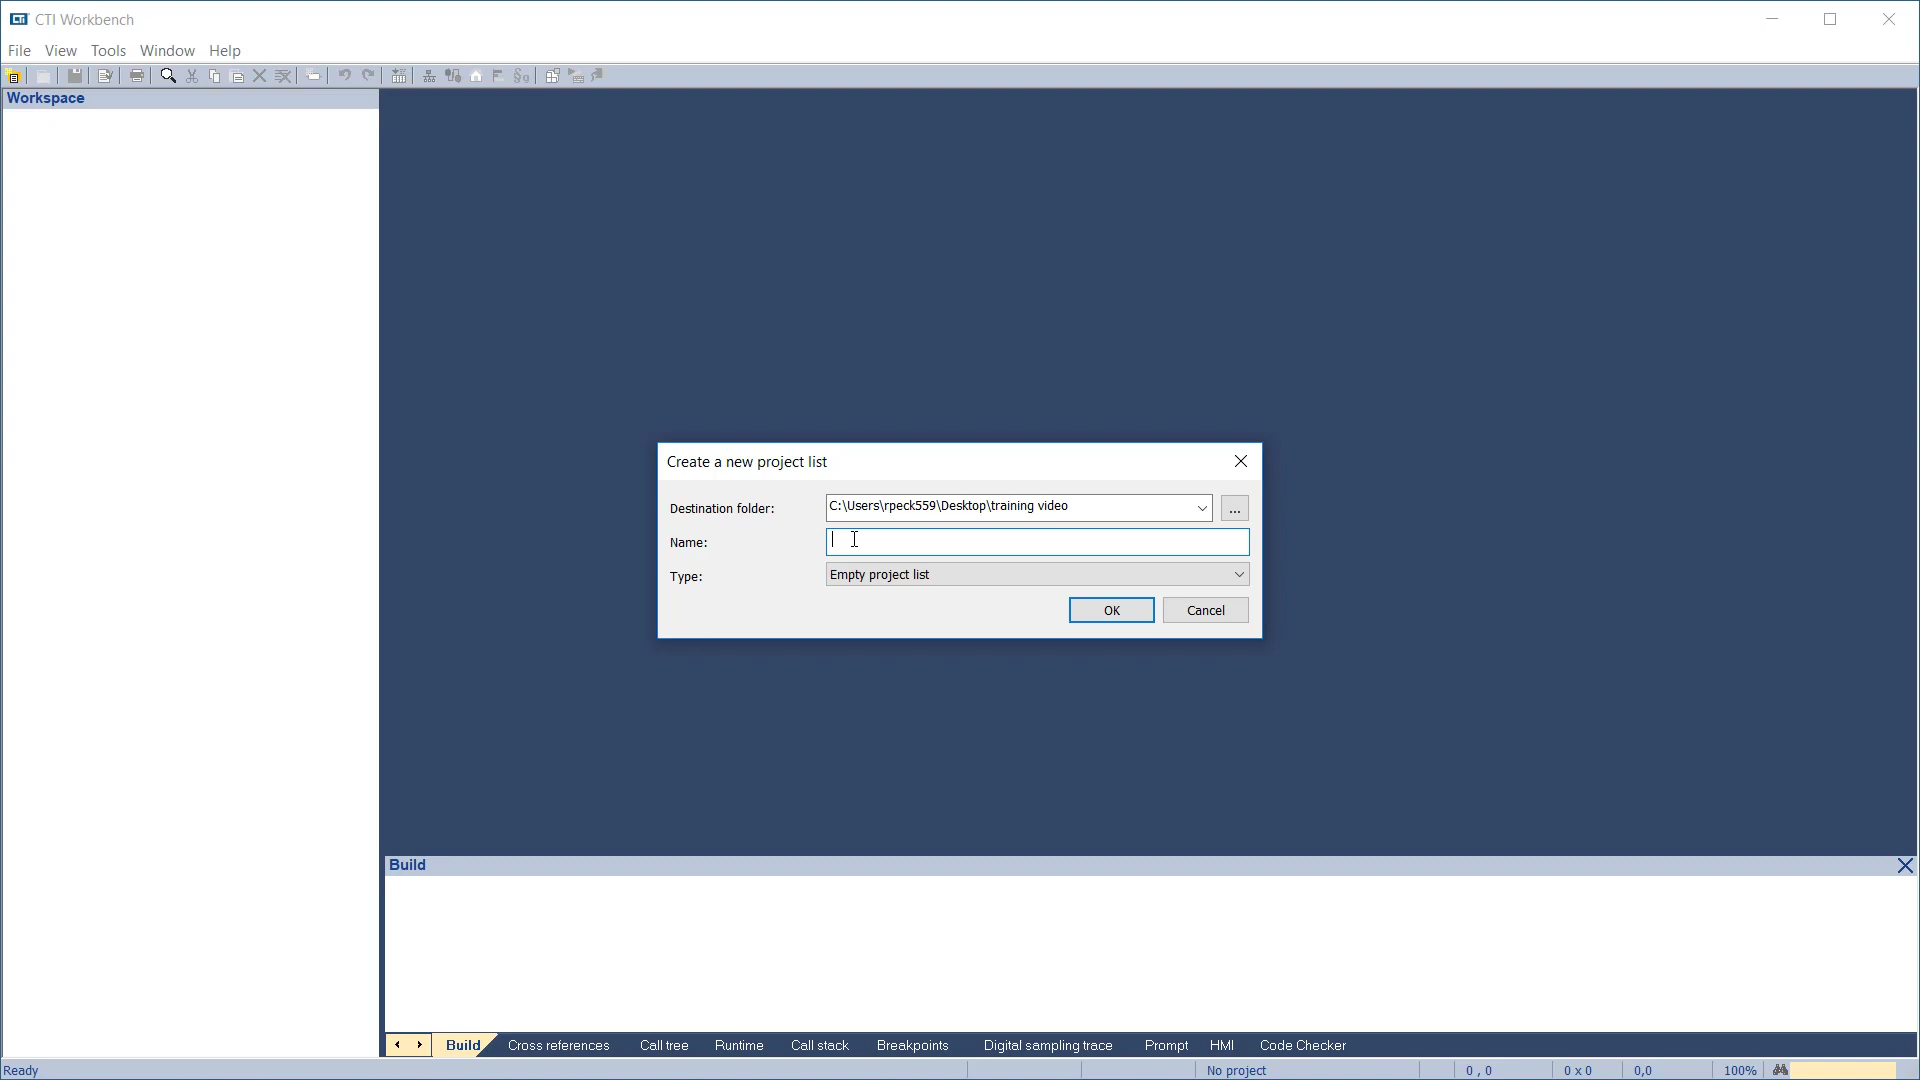 CTI Workbench
File View Tools Window Help
Workspace
Create a new project list
Destination folder: C:\Users\rpeck559\Desktop\training video ...
Name:
Type: Empty project list
OK Cancel
Build
Build Cross references Call tree Runtime Call stack Breakpoints Digital sampling trace Prompt HMI Code Checker
Ready No project 0 , 0 0 x 0 0,0 100%